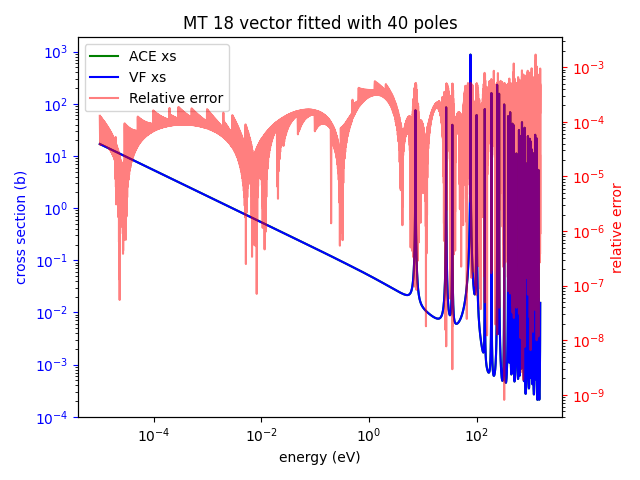 MT 18 vector fitted with 40 poles
ACE xs
VF xs
Relative error
cross section (b)
10^3
10^2
10^1
10^0
10^-1
10^-2
10^-3
10^-4
10^-3
10^-4
10^-5
10^-6
10^-7
10^-8
10^-9
relative error
10^-4
10^-2
10^0
10^2
energy (eV)